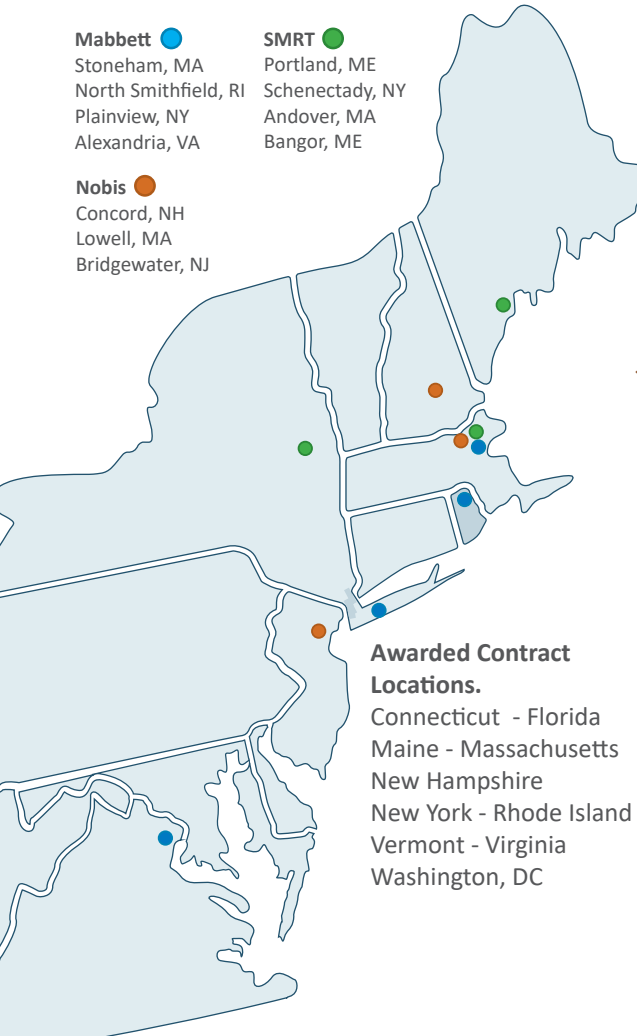 Mabbett
Stoneham, MA
North Smithfield, RI
Plainview, NY
Alexandria, VA
SMRT
Portland, ME
Schenectady, NY
Andover, MA
Bangor, ME
Nobis
Concord, NH
Lowell, MA
Bridgewater, NJ
Awarded Contract
Locations.
Connecticut - Florida
Maine - Massachusetts
New Hampshire
New York - Rhode Island
Vermont - Virginia
Washington, DC